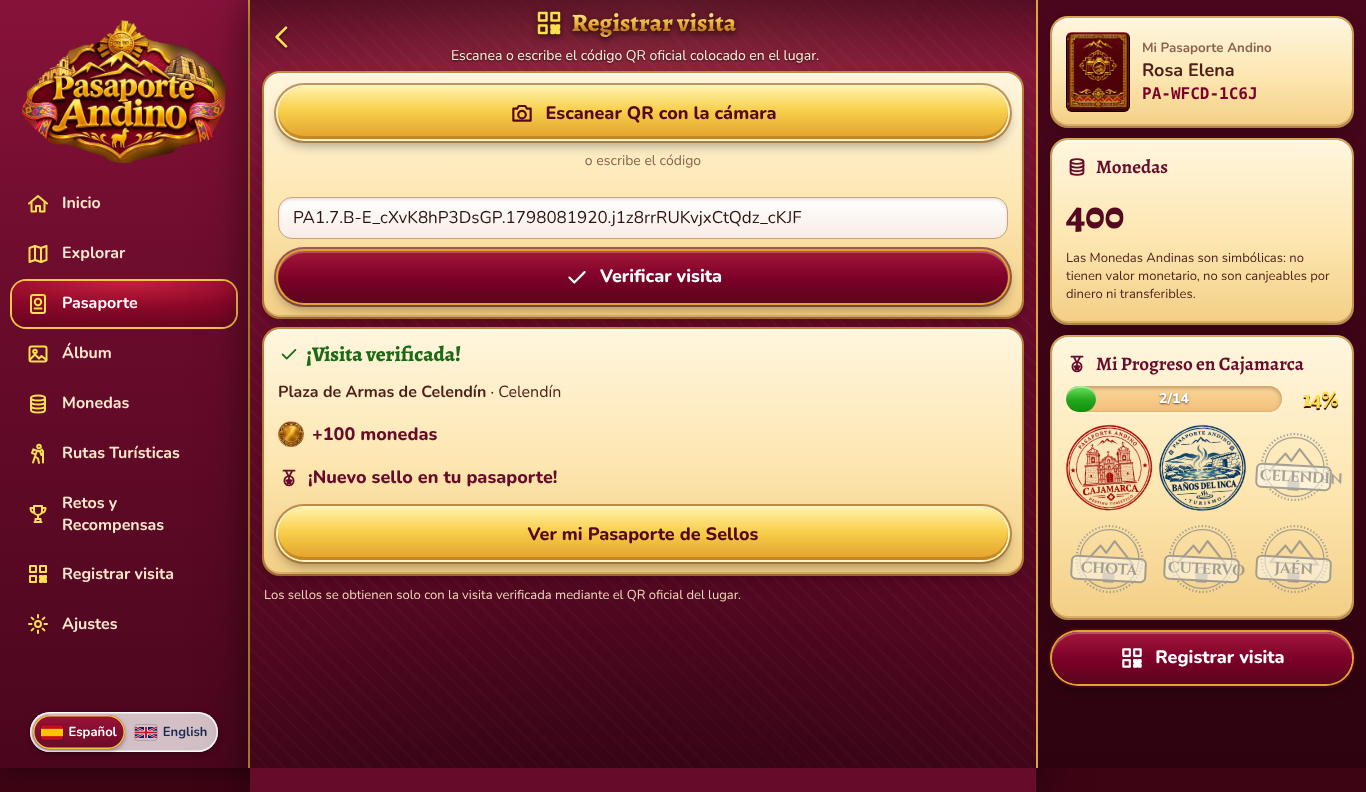 Pasaporte
Andino
Inicio
Explorar
Pasaporte
Álbum
Monedas
Rutas Turísticas
Retos y
Recompensas
Registrar visita
Ajustes
Español
English
Registrar visita
Escanea o escribe el código QR oficial colocado en el lugar.
Escanear QR con la cámara
o escribe el código
PA1.7.B-E_cXvK8hP3DsGP.1798081920.j1z8rrRUKvjxCtQdz_cKJF
Verificar visita
¡Visita verificada!
Plaza de Armas de Celendín · Celendín
+100 monedas
¡Nuevo sello en tu pasaporte!
Ver mi Pasaporte de Sellos
Los sellos se obtienen solo con la visita verificada mediante el QR oficial del lugar.
Mi Pasaporte Andino
Rosa Elena
PA-WFCD-1C6J
Monedas
400
Las Monedas Andinas son simbólicas: no
tienen valor monetario, no son canjeables por
dinero ni transferibles.
Mi Progreso en Cajamarca
2/14
14%
PASAPORTE ANDINO
CAJAMARCA
PASAPORTE ANDINO
BAÑOS DEL INCA
TURISMO
CELENDÍN
CHOTA
CUTERVO
JAÉN
Registrar visita